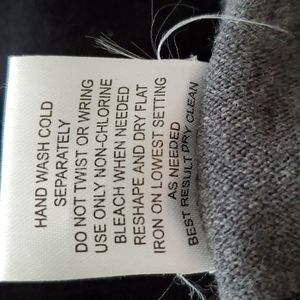 HAND WASH COLD
SEPARATELY
DO NOT TWIST OR WRING
USE ONLY NON-CHLORINE
BLEACH WHEN NEEDED
RESHAPE AND DRY FLAT
IRON ON LOWEST SETTING
AS NEEDED
BEST RESULT DRY CLEAN